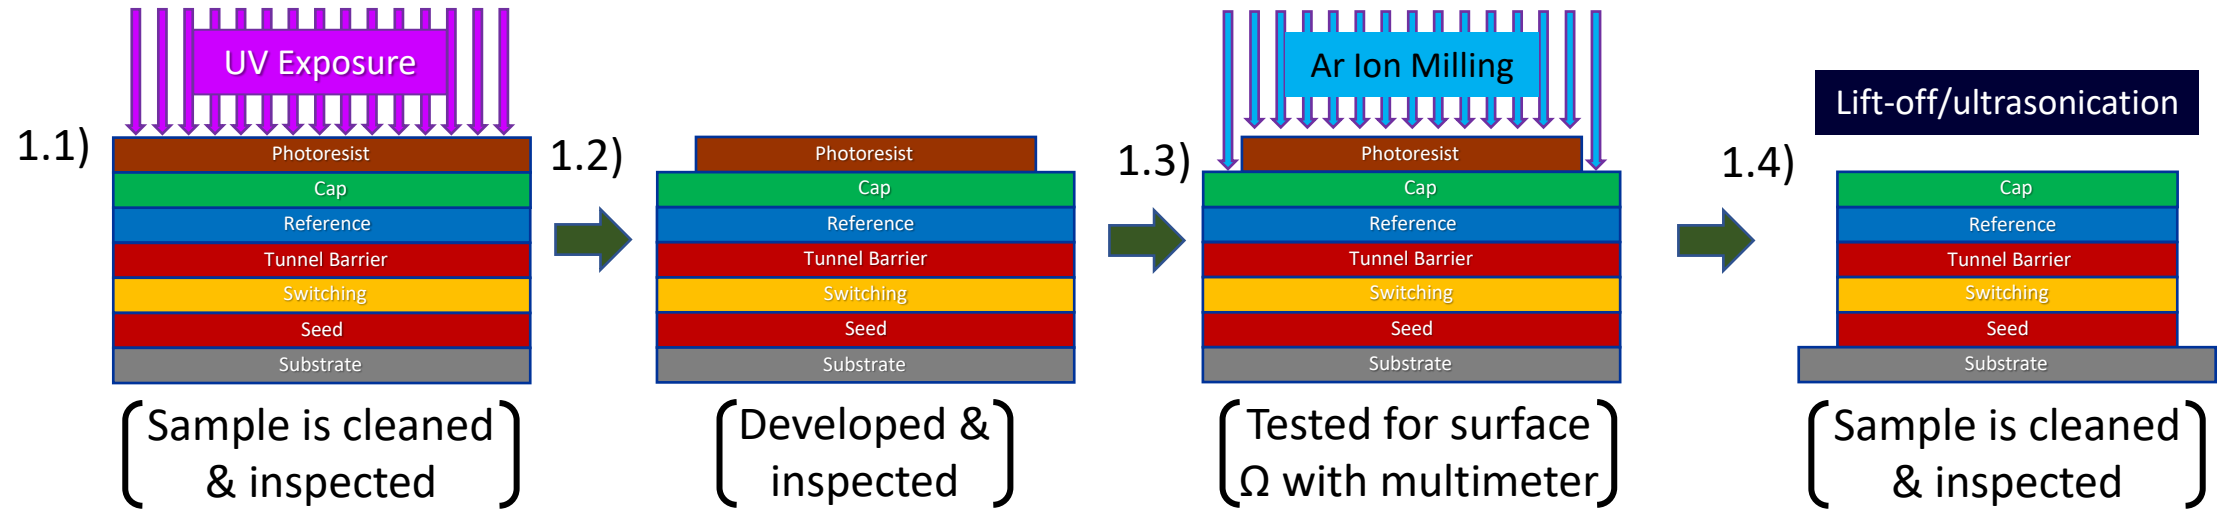 UV Exposure
1.1)
Photoresist
Cap
Reference
Tunnel Barrier
Switching
Seed
Substrate
Sample is cleaned
& inspected
1.2)
Photoresist
Cap
Reference
Tunnel Barrier
Switching
Seed
Substrate
Developed &
inspected
Ar Ion Milling
1.3)
Photoresist
Cap
Reference
Tunnel Barrier
Switching
Seed
Substrate
Tested for surface
Ω with multimeter
Lift-off/ultrasonication
1.4)
Cap
Reference
Tunnel Barrier
Switching
Seed
Substrate
Sample is cleaned
& inspected